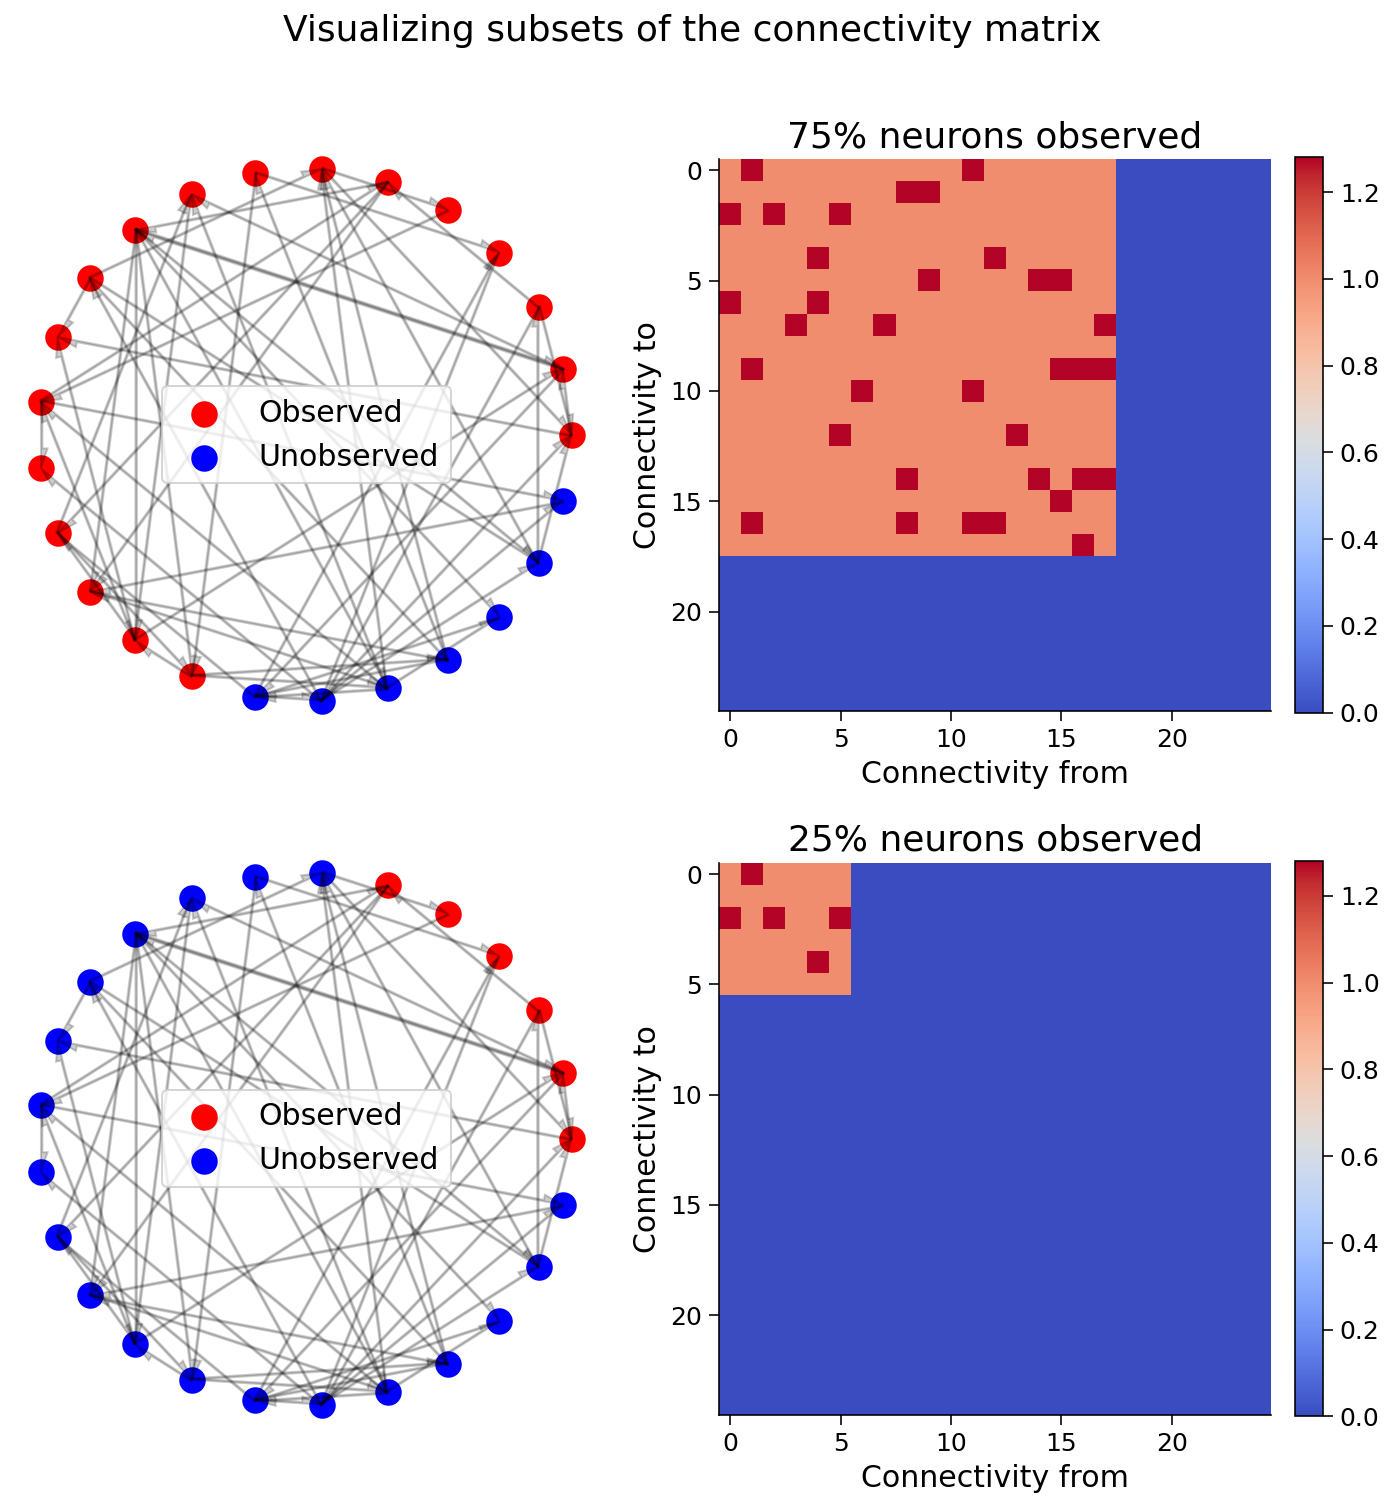 Visualizing subsets of the connectivity matrix
Observed
Unobserved
75% neurons observed
Connectivity to
0
5
10
15
20
0 5 10 15 20
Connectivity from
1.2
1.0
0.8
0.6
0.4
0.2
0.0
Observed
Unobserved
25% neurons observed
Connectivity to
0
5
10
15
20
0 5 10 15 20
Connectivity from
1.2
1.0
0.8
0.6
0.4
0.2
0.0